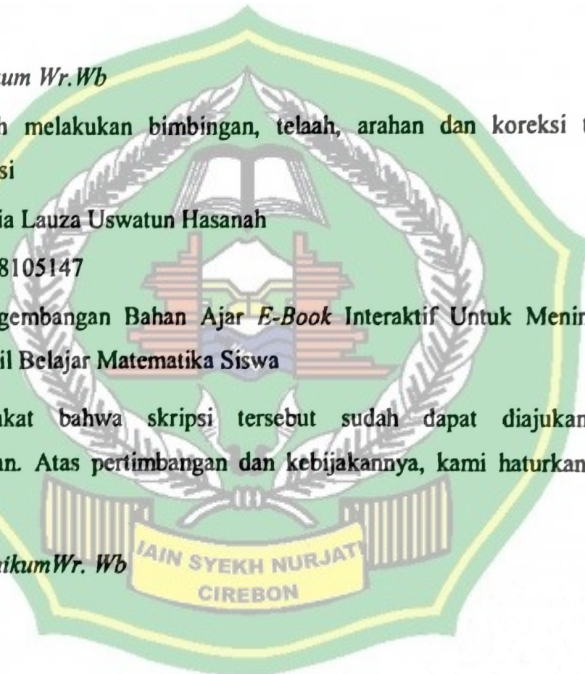 um Wr.Wb
h melakukan bimbingan, telaah, arahan dan koreksi t
si
ia Lauza Uswatun Hasanah
8105147
gembangan Bahan Ajar E-Book Interaktif Untuk Menin
il Belajar Matematika Siswa
kat bahwa skripsi tersebut sudah dapat diajukan
an. Atas pertimbangan dan kebijakannya, kami haturkan
ikumWr. Wb
IAIN SYEKH NURJATI
CIREBON